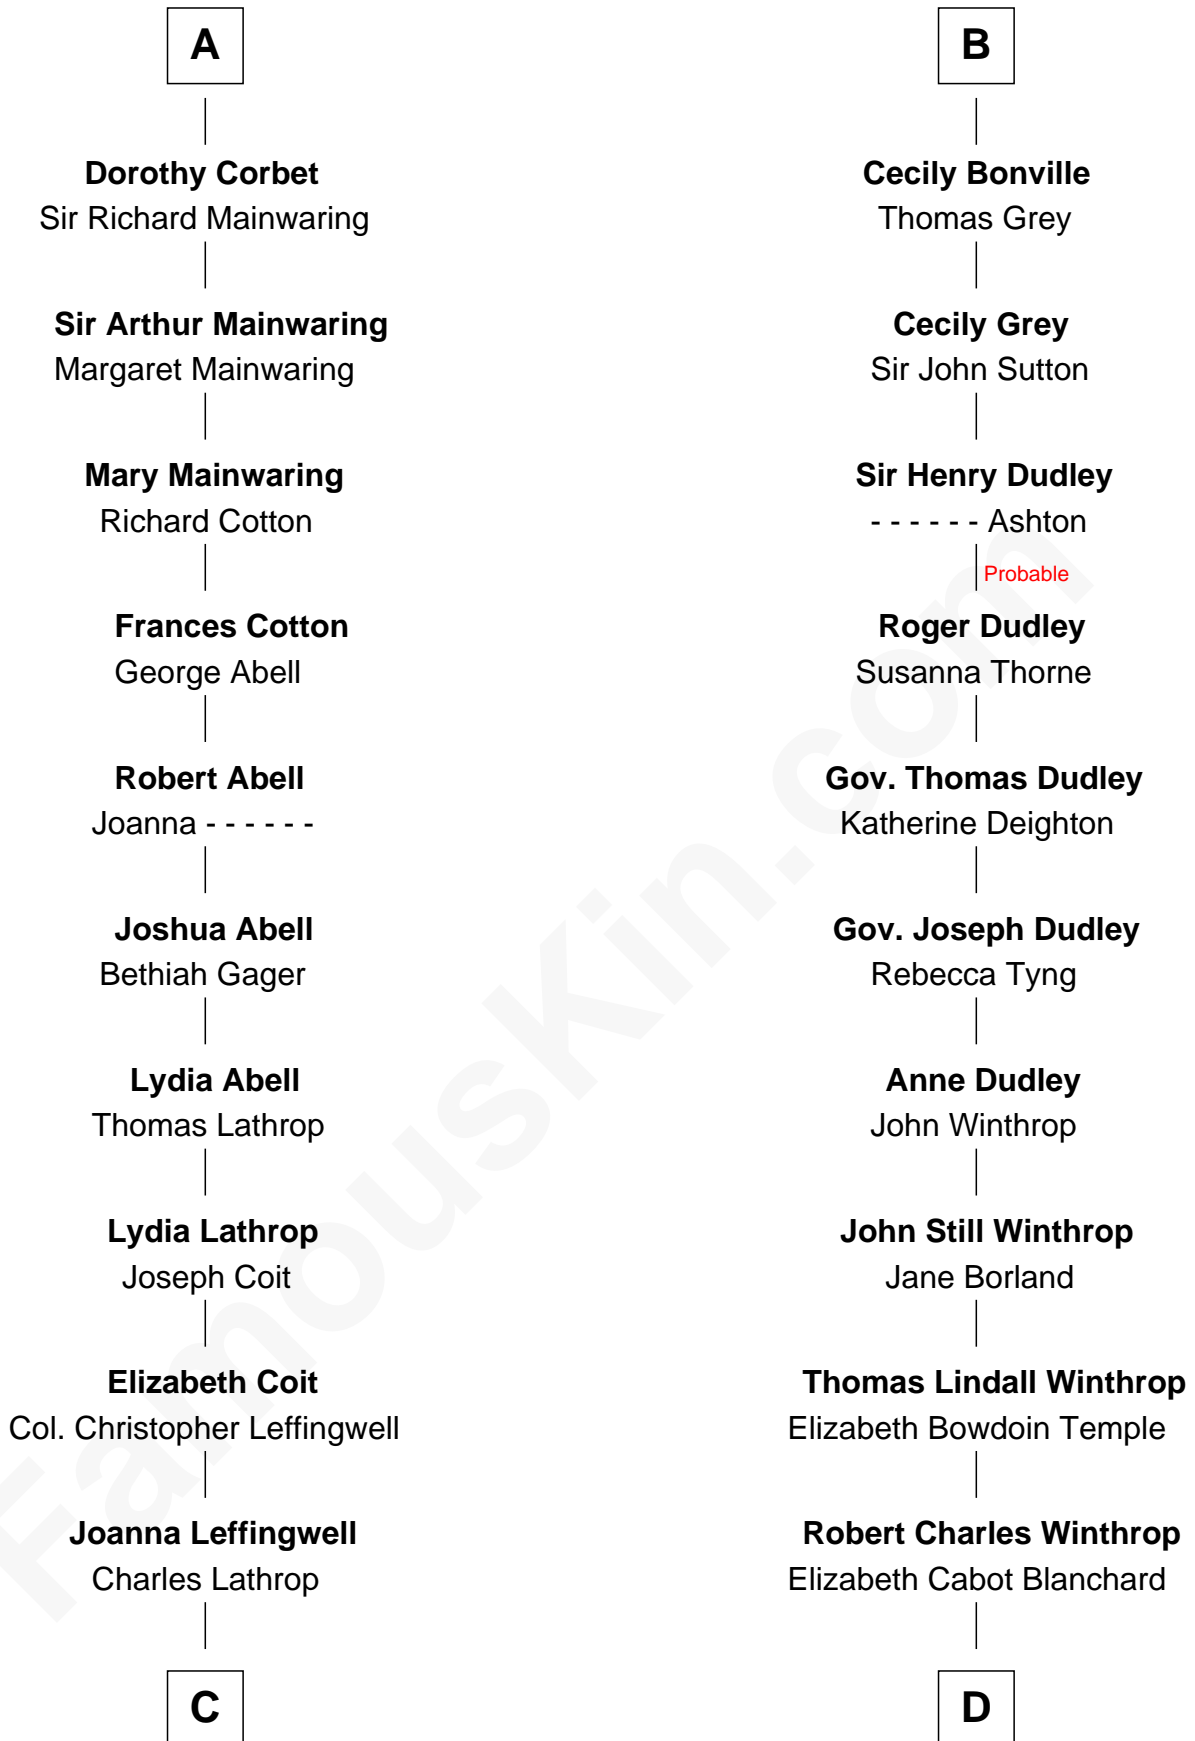 A
Dorothy Corbet
Sir Richard Mainwaring
Sir Arthur Mainwaring
Margaret Mainwaring
Mary Mainwaring
Richard Cotton
Frances Cotton
George Abell
Robert Abell
Joanna - - - - - -
Joshua Abell
Bethiah Gager
Lydia Abell
Thomas Lathrop
Lydia Lathrop
Joseph Coit
Elizabeth Coit
Col. Christopher Leffingwell
Joanna Leffingwell
Charles Lathrop
C
B
Cecily Bonville
Thomas Grey
Cecily Grey
Sir John Sutton
Sir Henry Dudley
- - - - - - Ashton
Probable
Roger Dudley
Susanna Thorne
Gov. Thomas Dudley
Katherine Deighton
Gov. Joseph Dudley
Rebecca Tyng
Anne Dudley
John Winthrop
John Still Winthrop
Jane Borland
Thomas Lindall Winthrop
Elizabeth Bowdoin Temple
Robert Charles Winthrop
Elizabeth Cabot Blanchard
D
FamousKin.com